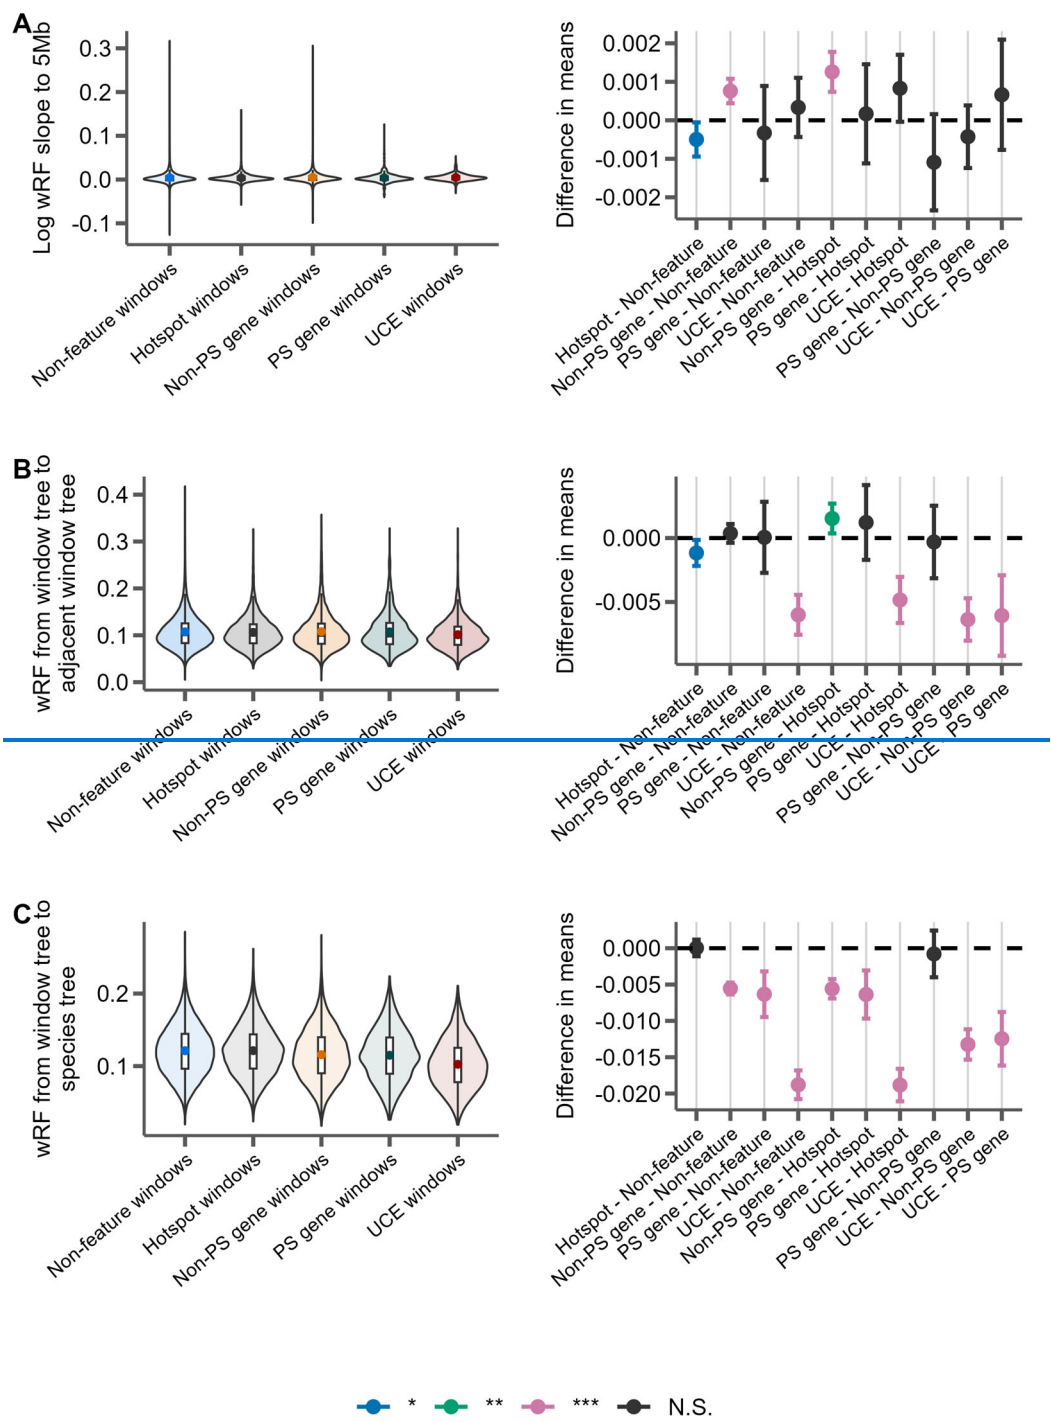 A
Log wRF slope to 5Mb
0.3
0.2
0.1
0.0
-0.1
Non-feature windows
Hotspot windows
Non-PS gene windows
PS gene windows
UCE windows
Difference in means
0.002
0.001
0.000
-0.001
-0.002
Hotspot - Non-feature
Non-PS gene - Non-feature
PS gene - Non-feature
UCE - Non-feature
Non-PS gene - Hotspot
PS gene - Hotspot
UCE - Hotspot
PS gene - Non-PS gene
UCE - Non-PS gene
UCE - PS gene
B
wRF from window tree to
adjacent window tree
0.4
0.3
0.2
0.1
0.0
Non-feature windows
Hotspot windows
Non-PS gene windows
PS gene windows
UCE windows
Difference in means
0.000
-0.005
Hotspot - Non-feature
Non-PS gene - Non-feature
PS gene - Non-feature
UCE - Non-feature
Non-PS gene - Hotspot
PS gene - Hotspot
UCE - Hotspot
PS gene - Non-PS gene
UCE - Non-PS gene
UCE - PS gene
C
wRF from window tree to
species tree
0.2
0.1
Non-feature windows
Hotspot windows
Non-PS gene windows
PS gene windows
UCE windows
Difference in means
0.000
-0.005
-0.010
-0.015
-0.020
Hotspot - Non-feature
Non-PS gene - Non-feature
PS gene - Non-feature
UCE - Non-feature
Non-PS gene - Hotspot
PS gene - Hotspot
UCE - Hotspot
PS gene - Non-PS gene
UCE - Non-PS gene
UCE - PS gene
* ** *** N.S.